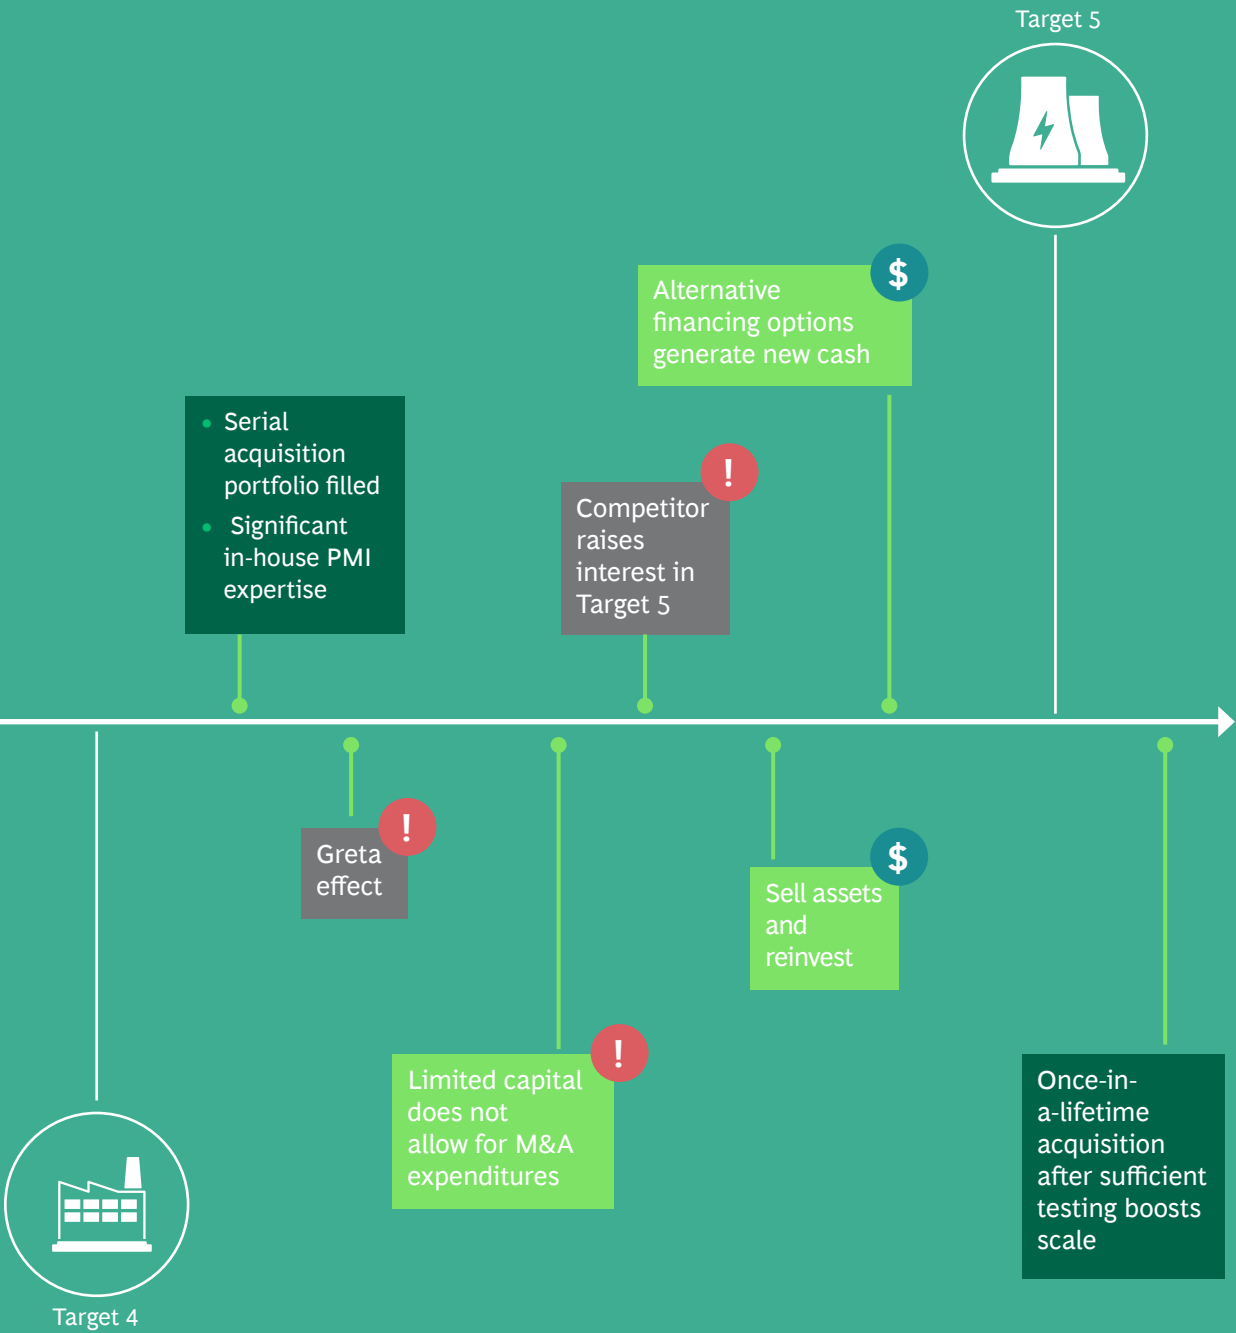 Target 5
$
Alternative
financing options
generate new cash
• Serial
acquisition
portfolio filled
• Significant
in-house PMI
expertise
!
Competitor
raises
interest in
Target 5
!
Greta
effect
$
Sell assets
and
reinvest
!
Limited capital
does not
allow for M&A
expenditures
Once-in-
a-lifetime
acquisition
after sufficient
testing boosts
scale
Target 4